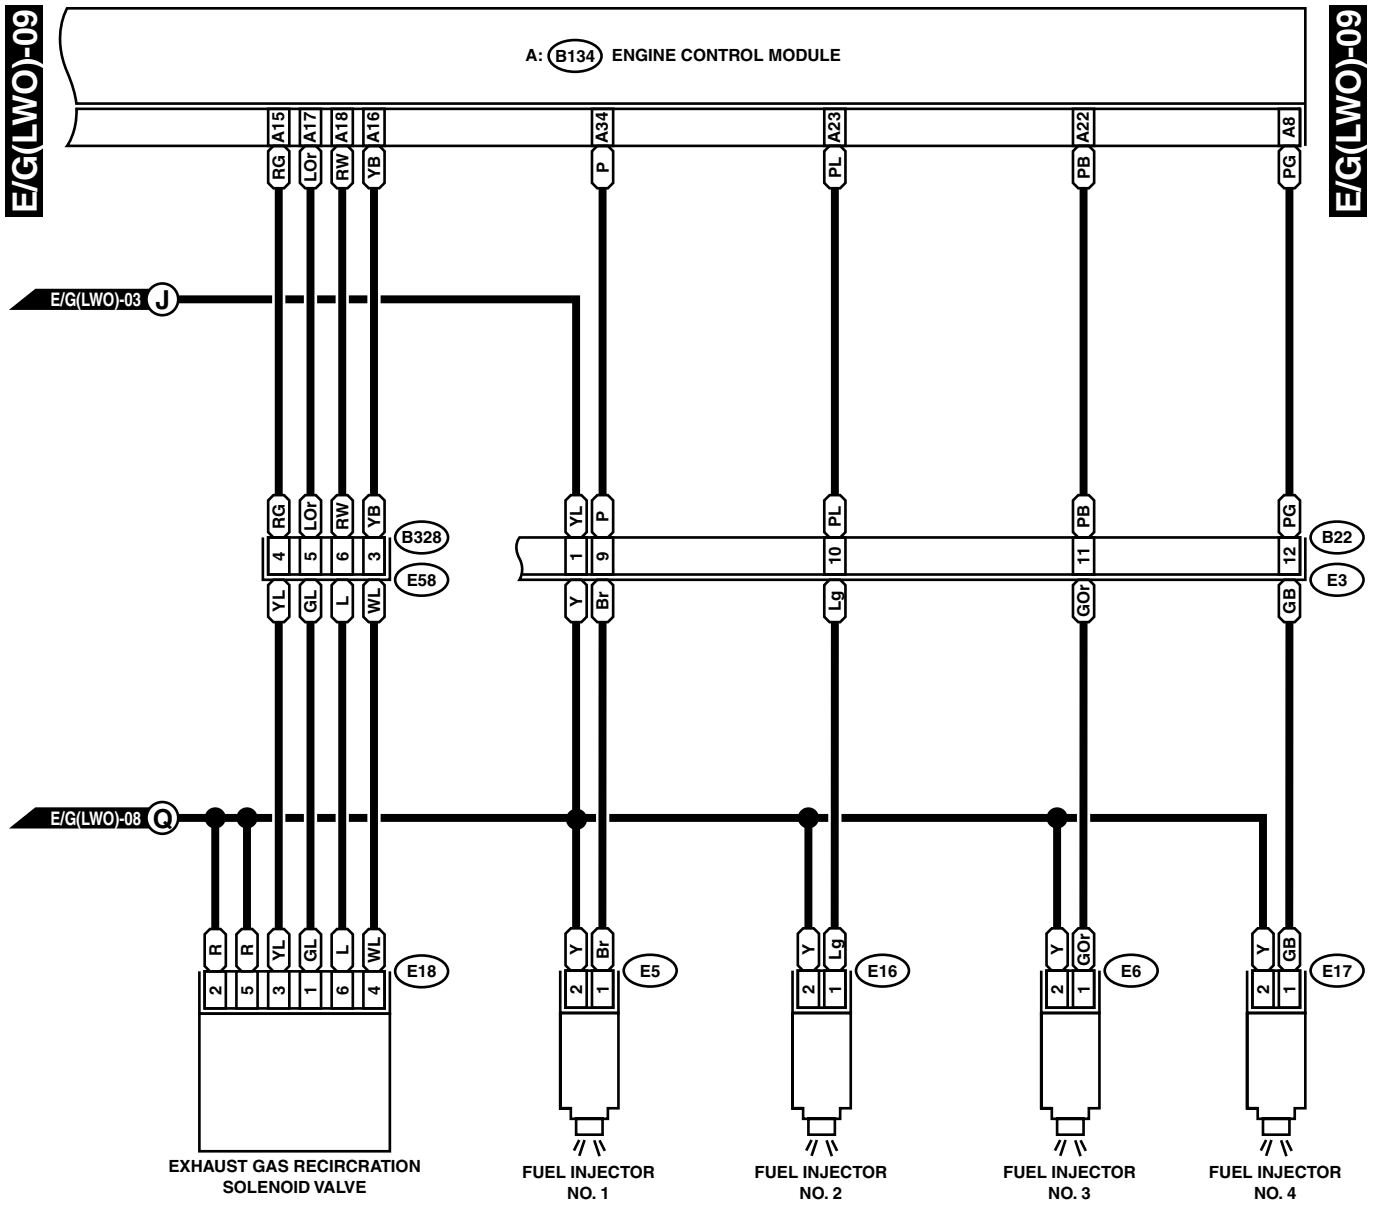 E/G(LWO)-09
E/G(LWO)-09
A: B134 ENGINE CONTROL MODULE
A15 A17 A18 A16 A34 A23 A22 A8
RG LOr RW YB P PL PB PG
E/G(LWO)-03 J
RG LOr RW YB YL P PL PB PG
B328 B22
4 5 6 3 1 9 10 11 12
E58 E3
YL GL L WL Y Br Lg GOr GB
E/G(LWO)-08 Q
R R YL GL L WL Y Br Y Lg Y GOr Y GB
E18 E5 E16 E6 E17
2 5 3 1 6 4 2 1 2 1 2 1 2 1
EXHAUST GAS RECIRCRATION
SOLENOID VALVE
FUEL INJECTOR
NO. 1
FUEL INJECTOR
NO. 2
FUEL INJECTOR
NO. 3
FUEL INJECTOR
NO. 4